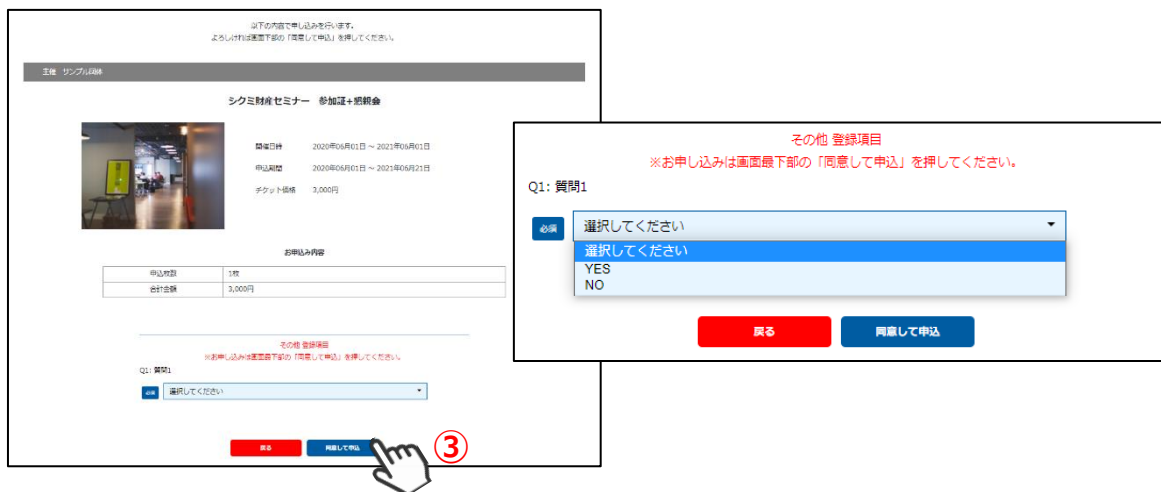 以下の内容で申し込みを行います。
よろしければ画面下部の「同意して申込」を押してください。
主催 サンプル団体
シクミ財産セミナー 参加証+懇親会
開催日時 2020年06月01日 ~ 2021年06月01日
申込期間 2020年06月01日 ~ 2021年06月21日
チケット価格 3,000円
お申込み内容
申込枚数 1枚
合計金額 3,000円
その他 登録項目
※お申し込みは画面最下部の「同意して申込」を押してください。
Q1: 質問1
必須 選択してください
戻る 同意して申込
③
その他 登録項目
※お申し込みは画面最下部の「同意して申込」を押してください。
Q1: 質問1
必須 選択してください
選択してください
YES
NO
戻る 同意して申込